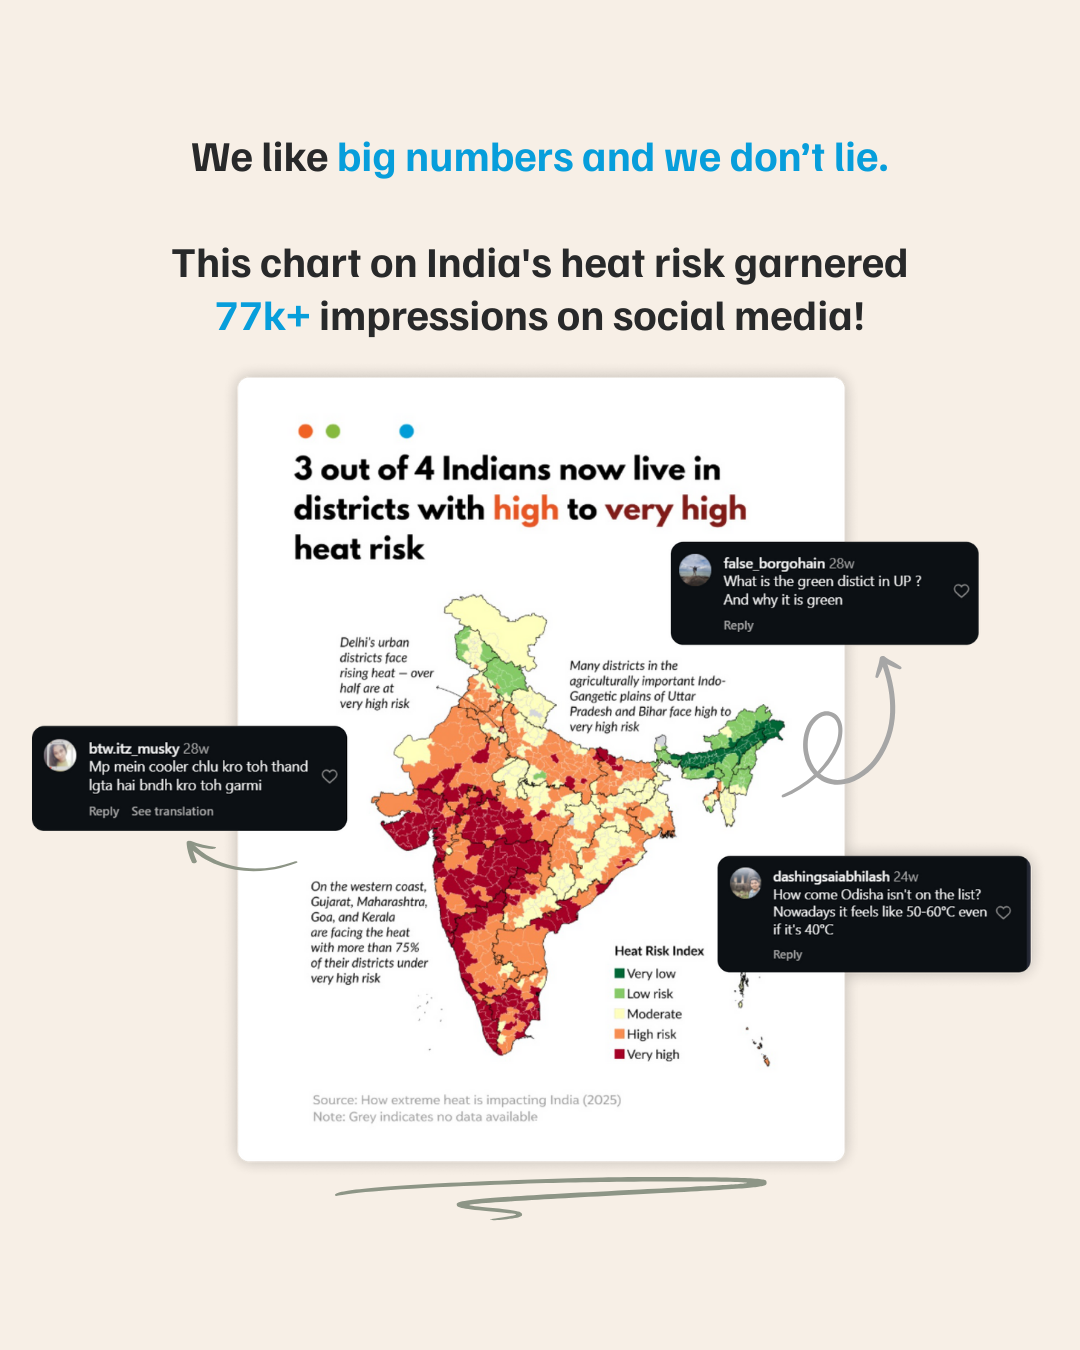 We like big numbers and we don’t lie.
This chart on India's heat risk garnered
77k+ impressions on social media!
3 out of 4 Indians now live in
districts with high to very high
heat risk
false_borgohain 28w
What is the green distict in UP ?
And why it is green
Reply
Delhi's urban
districts face
rising heat – over
half are at
very high risk
Many districts in the
agriculturally important Indo-
Gangetic plains of Uttar
Pradesh and Bihar face high to
very high risk
btw.itz_musky 28w
Mp mein cooler chlu kro toh thand
lgta hai bndh kro toh garmi
Reply See translation
On the western coast,
Gujarat, Maharashtra,
Goa, and Kerala
are facing the heat
with more than 75%
of their districts under
very high risk
dashingsaiabhilash 24w
How come Odisha isn't on the list?
Nowadays it feels like 50-60°C even
if it's 40°C
Reply
Heat Risk Index
Very low
Low risk
Moderate
High risk
Very high
Source: How extreme heat is impacting India (2025)
Note: Grey indicates no data available